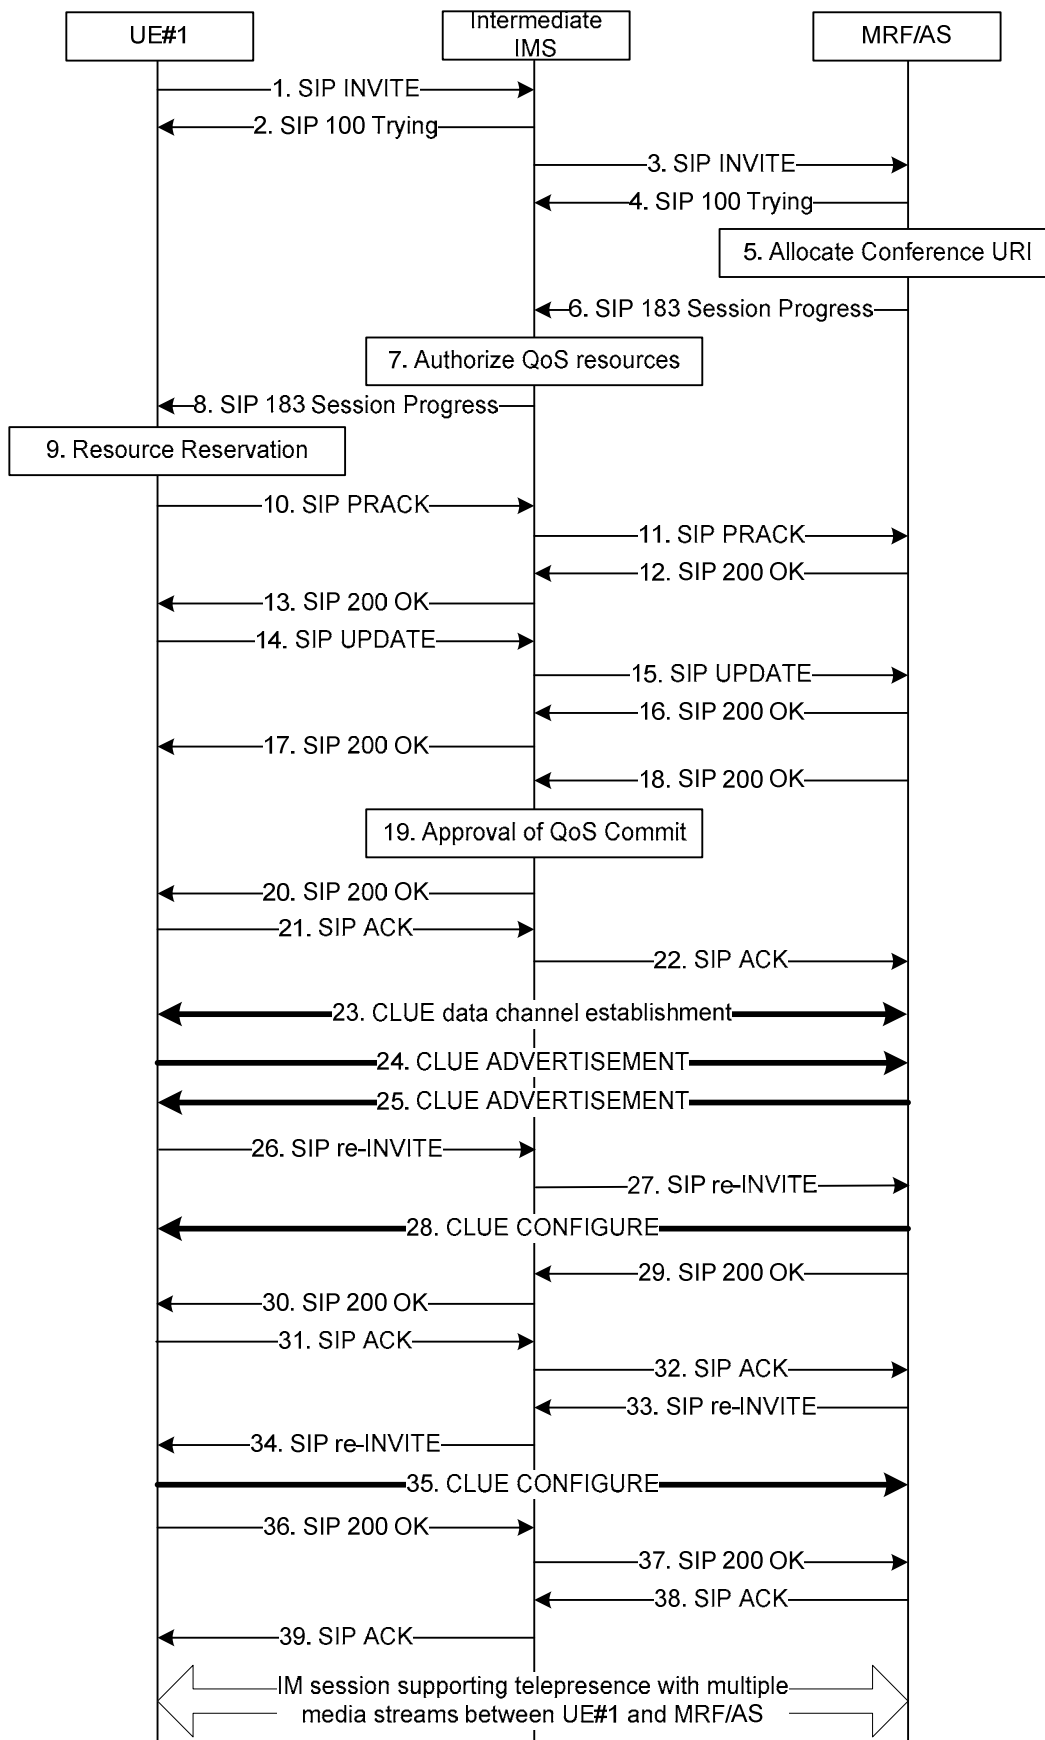 UE#1
Intermediate
IMS
MRF/AS
1. SIP INVITE
2. SIP 100 Trying
3. SIP INVITE
4. SIP 100 Trying
5. Allocate Conference URI
6. SIP 183 Session Progress
7. Authorize QoS resources
8. SIP 183 Session Progress
9. Resource Reservation
10. SIP PRACK
11. SIP PRACK
12. SIP 200 OK
13. SIP 200 OK
14. SIP UPDATE
15. SIP UPDATE
16. SIP 200 OK
17. SIP 200 OK
18. SIP 200 OK
19. Approval of QoS Commit
20. SIP 200 OK
21. SIP ACK
22. SIP ACK
23. CLUE data channel establishment
24. CLUE ADVERTISEMENT
25. CLUE ADVERTISEMENT
26. SIP re-INVITE
27. SIP re-INVITE
28. CLUE CONFIGURE
29. SIP 200 OK
30. SIP 200 OK
31. SIP ACK
32. SIP ACK
33. SIP re-INVITE
34. SIP re-INVITE
35. CLUE CONFIGURE
36. SIP 200 OK
37. SIP 200 OK
38. SIP ACK
39. SIP ACK
IM session supporting telepresence with multiple
media streams between UE#1 and MRF/AS